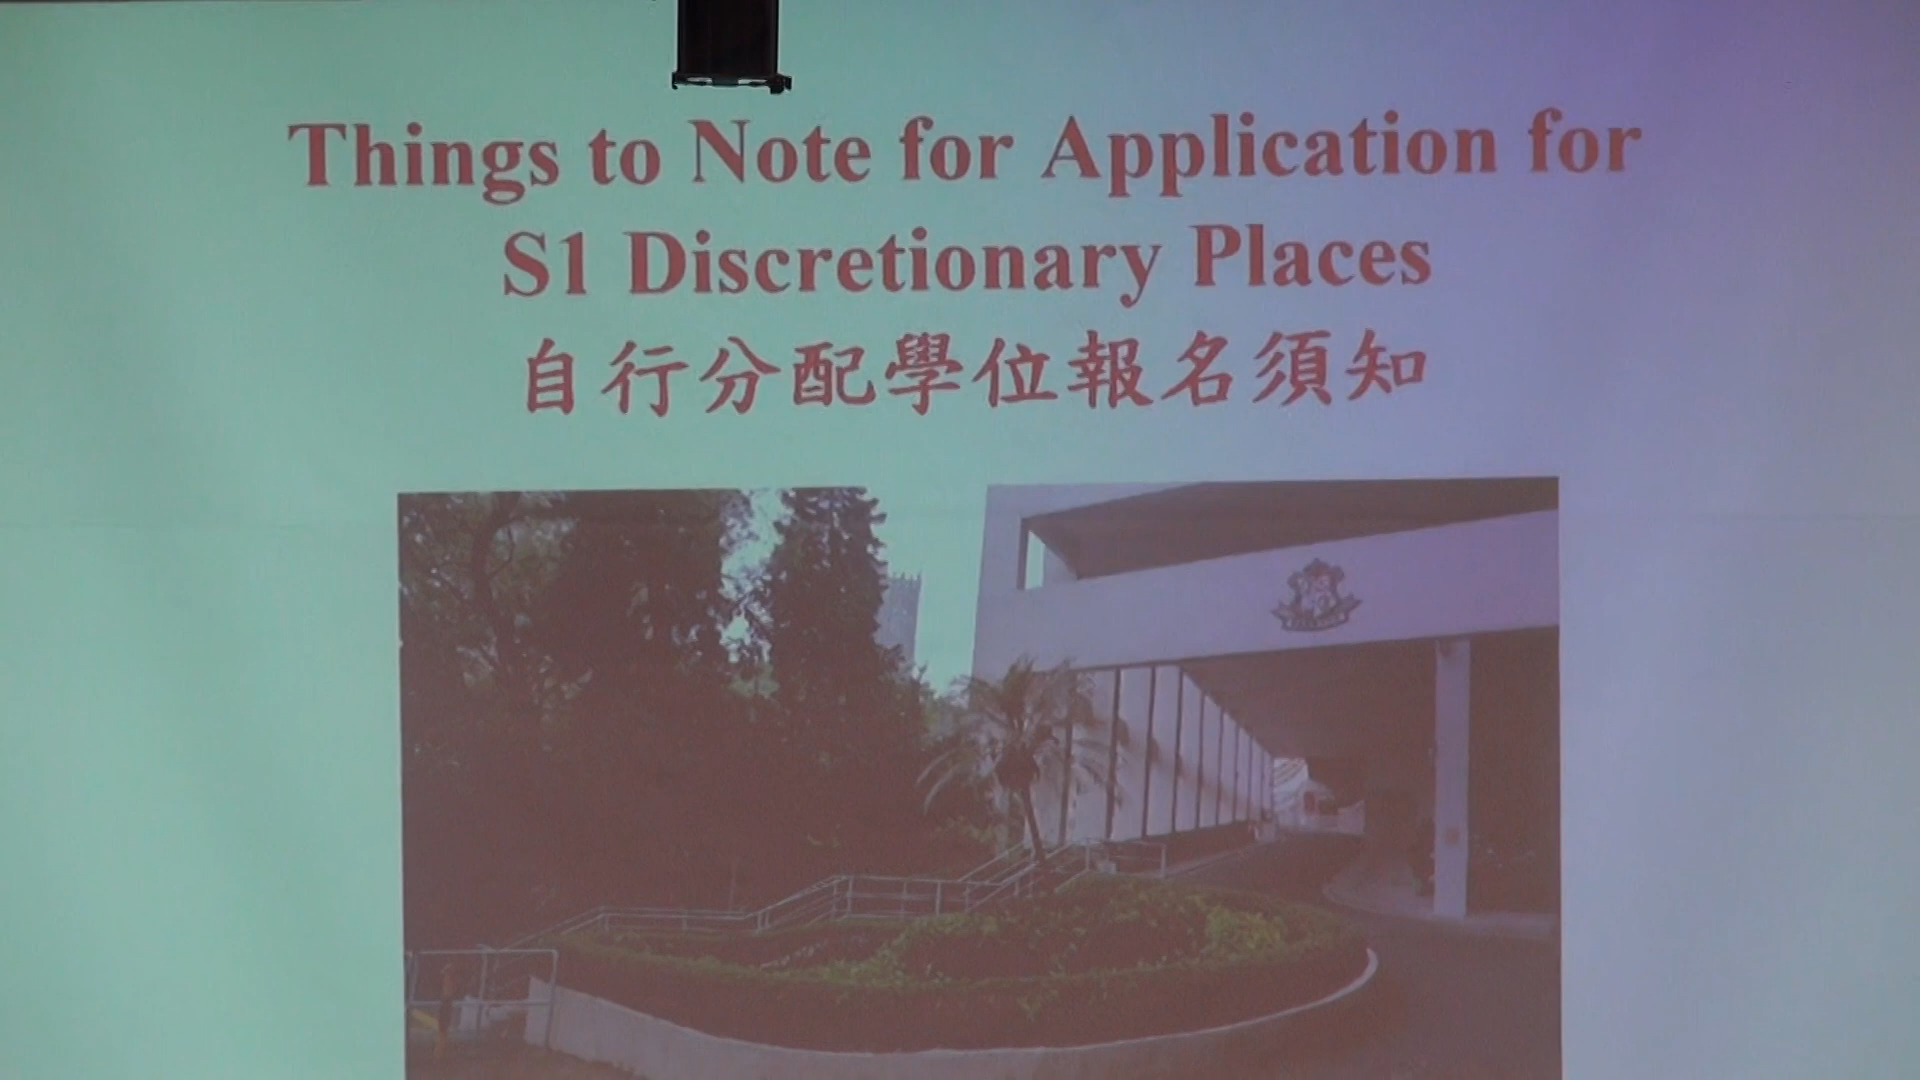 Things to Note for Application for
S1 Discretionary Places
自行分配學位報名須知